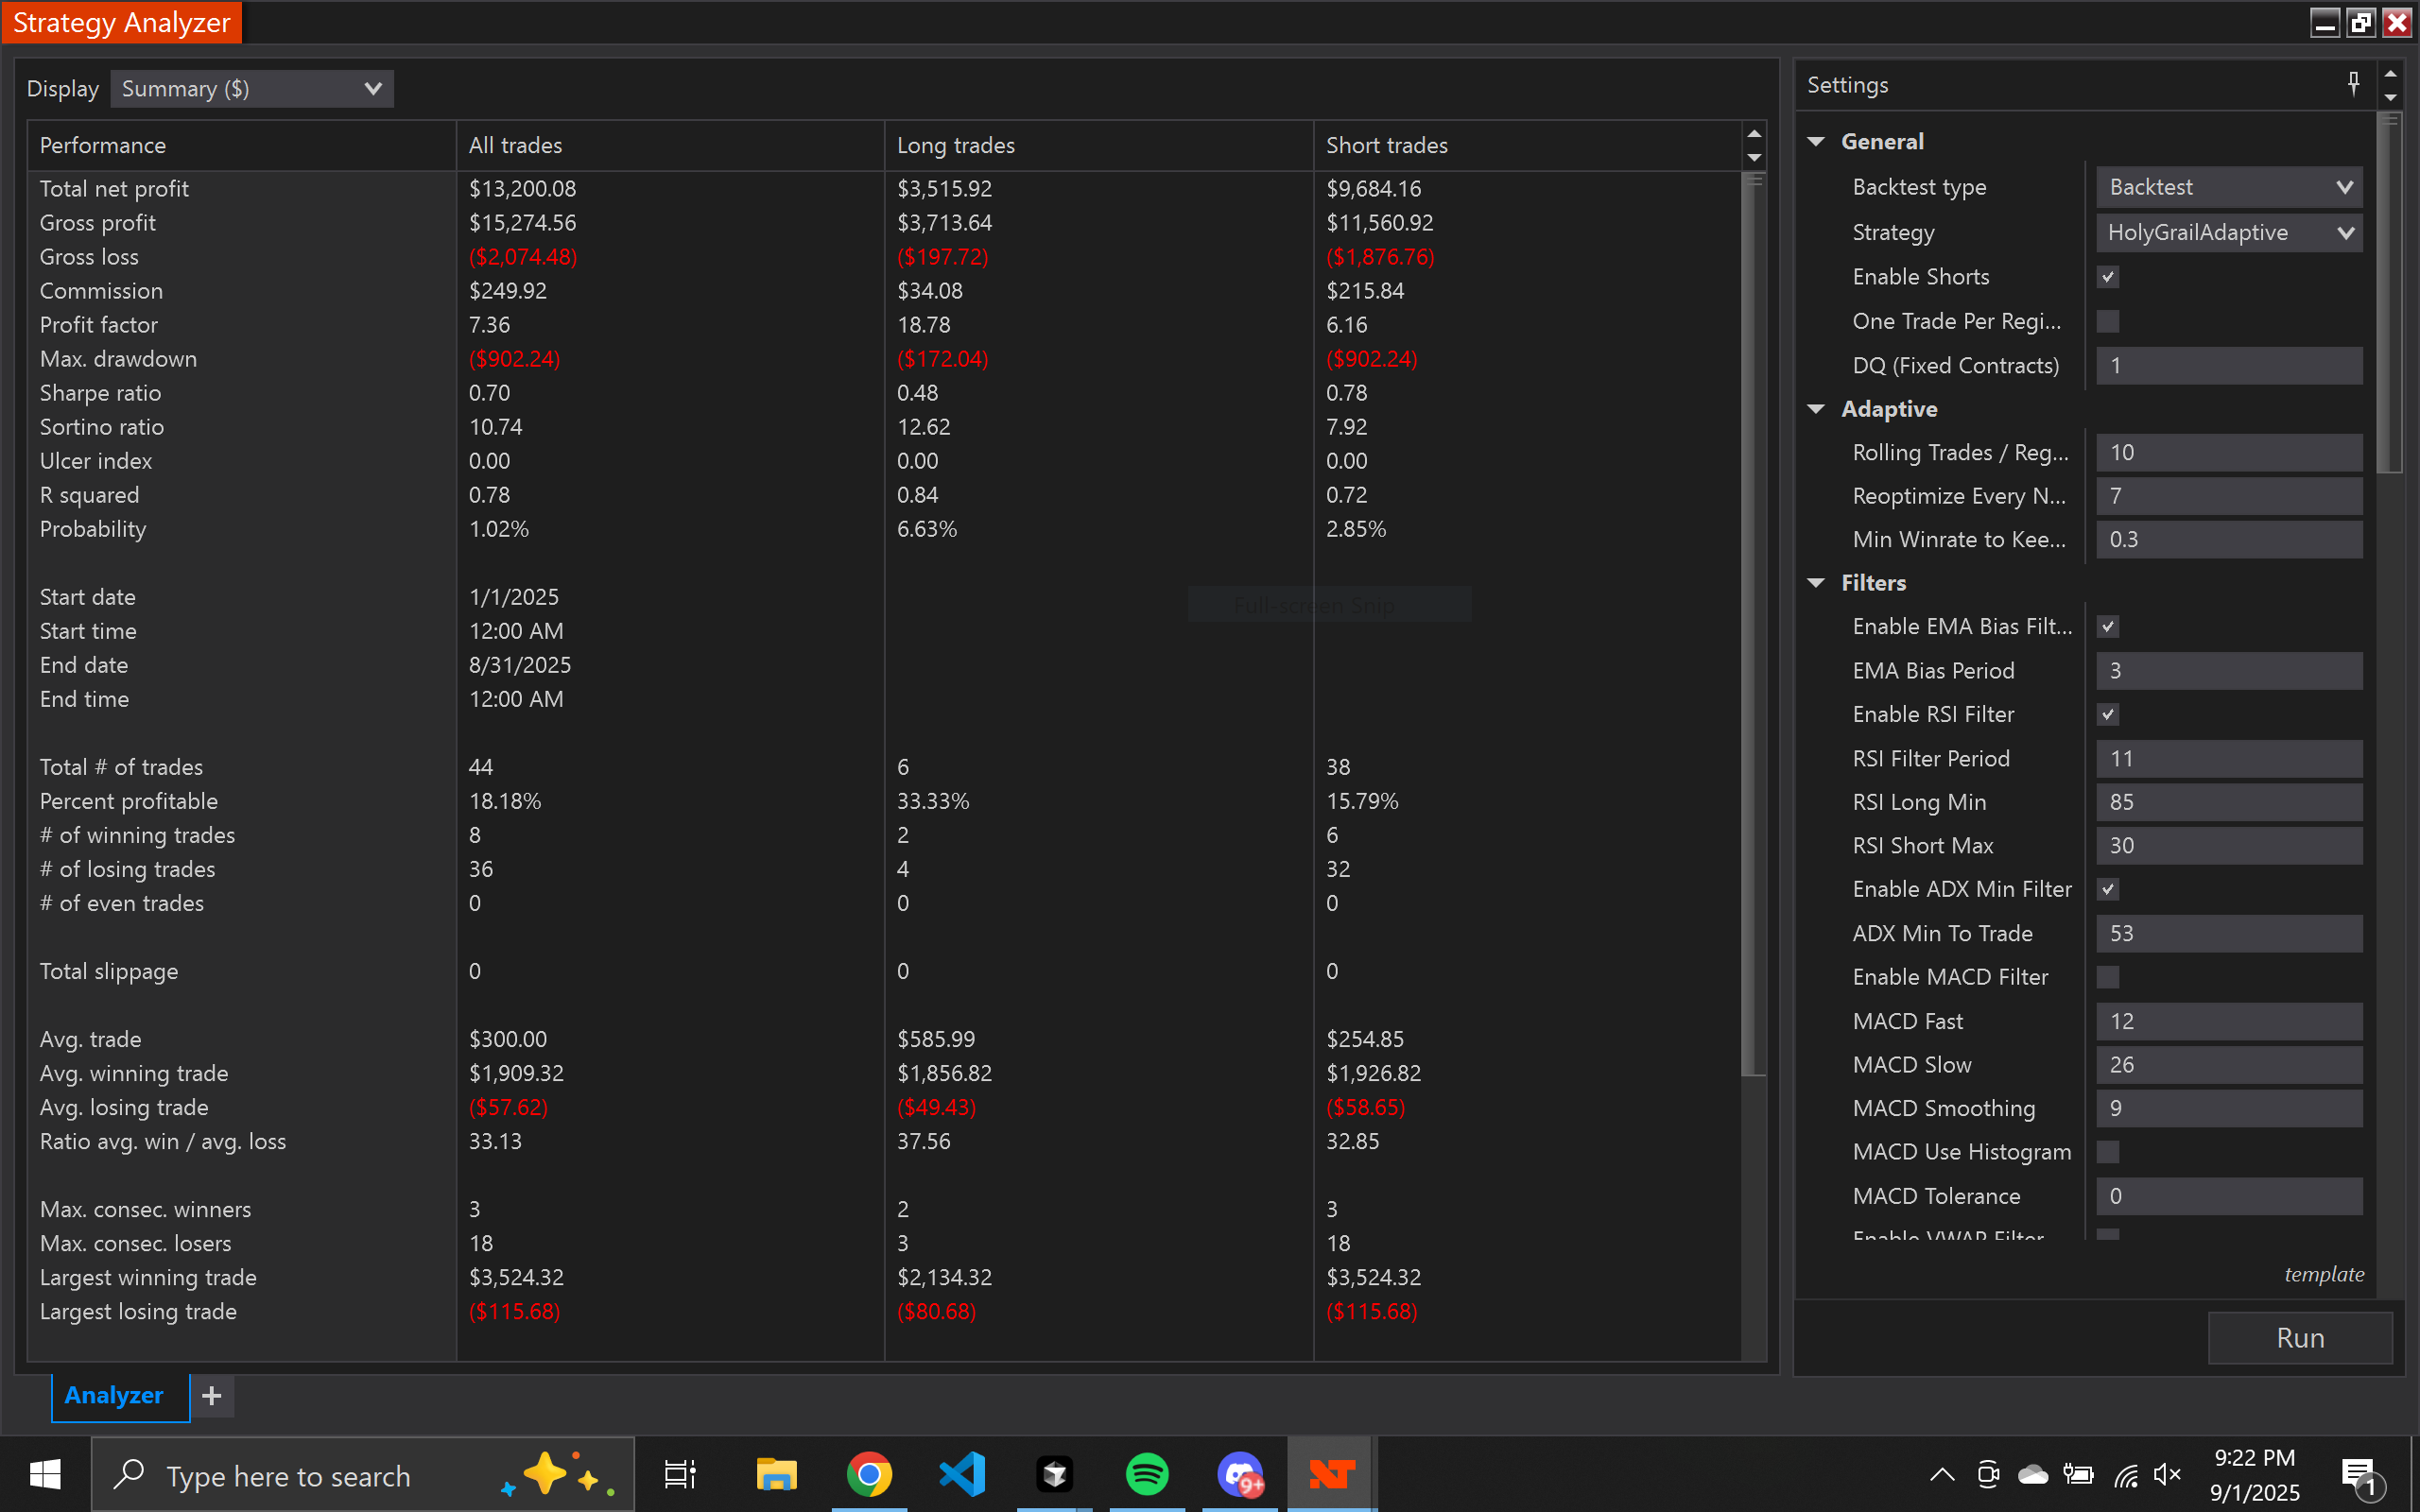 Strategy Analyzer
Display Summary ($)
Performance All trades Long trades Short trades
Total net profit $13,200.08 $3,515.92 $9,684.16
Gross profit $15,274.56 $3,713.64 $11,560.92
Gross loss ($2,074.48) ($197.72) ($1,876.76)
Commission $249.92 $34.08 $215.84
Profit factor 7.36 18.78 6.16
Max. drawdown ($902.24) ($172.04) ($902.24)
Sharpe ratio 0.70 0.48 0.78
Sortino ratio 10.74 12.62 7.92
Ulcer index 0.00 0.00 0.00
R squared 0.78 0.84 0.72
Probability 1.02% 6.63% 2.85%
Start date 1/1/2025
Full-screen Snip
Start time 12:00 AM
End date 8/31/2025
End time 12:00 AM
Total # of trades 44 6 38
Percent profitable 18.18% 33.33% 15.79%
# of winning trades 8 2 6
# of losing trades 36 4 32
# of even trades 0 0 0
Total slippage 0 0 0
Avg. trade $300.00 $585.99 $254.85
Avg. winning trade $1,909.32 $1,856.82 $1,926.82
Avg. losing trade ($57.62) ($49.43) ($58.65)
Ratio avg. win / avg. loss 33.13 37.56 32.85
Max. consec. winners 3 2 3
Max. consec. losers 18 3 18
Largest winning trade $3,524.32 $2,134.32 $3,524.32
Largest losing trade ($115.68) ($80.68) ($115.68)
Analyzer +
Settings
General
Backtest type Backtest
Strategy HolyGrailAdaptive
Enable Shorts
One Trade Per Regi...
DQ (Fixed Contracts) 1
Adaptive
Rolling Trades / Reg... 10
Reoptimize Every N... 7
Min Winrate to Kee... 0.3
Filters
Enable EMA Bias Filt...
EMA Bias Period 3
Enable RSI Filter
RSI Filter Period 11
RSI Long Min 85
RSI Short Max 30
Enable ADX Min Filter
ADX Min To Trade 53
Enable MACD Filter
MACD Fast 12
MACD Slow 26
MACD Smoothing 9
MACD Use Histogram
MACD Tolerance 0
Enable VWAP Filter
template
Run
Type here to search
9+
9:22 PM
9/1/2025
1